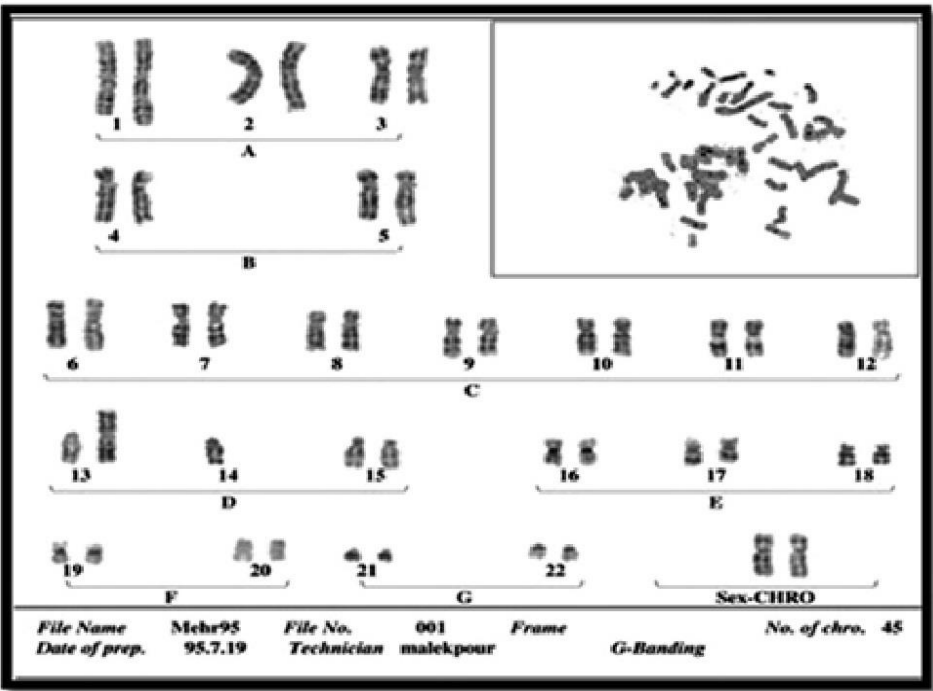 1 2 3
A
4 5
B
6 7 8 9 10 11 12
C
13 14 15 16 17 18
D E
19 20 21 22
F G Sex-CHRO
File Name Mehr95 File No. 001 Frame No. of chro. 45
Date of prep. 95.7.19 Technician malekpour G-Banding